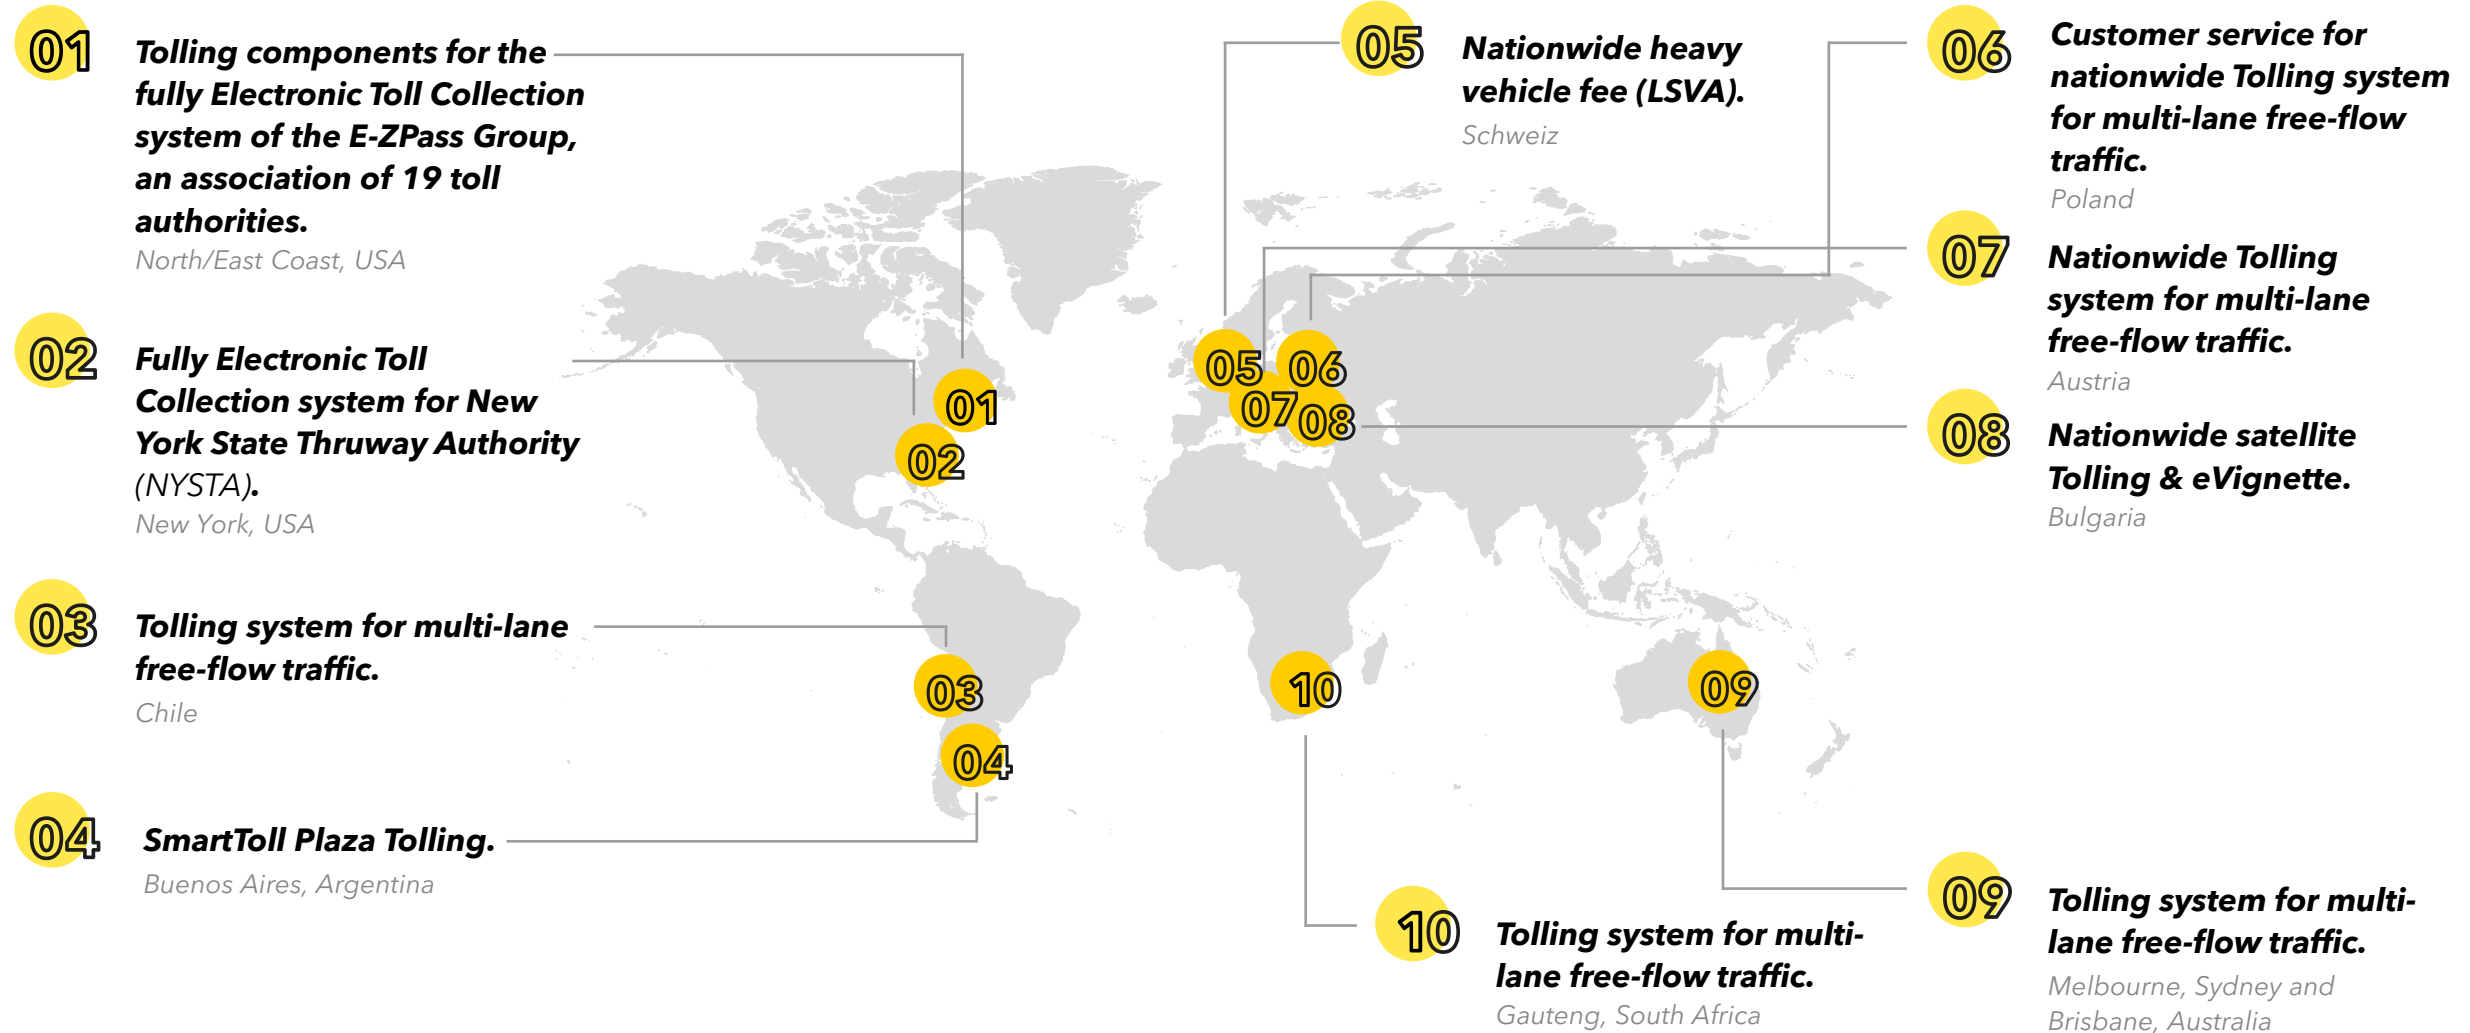 01
Tolling components for the
fully Electronic Toll Collection
system of the E-ZPass Group,
an association of 19 toll
authorities.
North/East Coast, USA
02
Fully Electronic Toll
Collection system for New
York State Thruway Authority
(NYSTA).
New York, USA
03
Tolling system for multi-lane
free-flow traffic.
Chile
04
SmartToll Plaza Tolling.
Buenos Aires, Argentina
05
Nationwide heavy
vehicle fee (LSVA).
Schweiz
06
Customer service for
nationwide Tolling system
for multi-lane free-flow
traffic.
Poland
07
Nationwide Tolling
system for multi-lane
free-flow traffic.
Austria
08
Nationwide satellite
Tolling & eVignette.
Bulgaria
09
Tolling system for multi-
lane free-flow traffic.
Melbourne, Sydney and
Brisbane, Australia
10
Tolling system for multi-
lane free-flow traffic.
Gauteng, South Africa
01
02
03
04
05
06
07
08
09
10